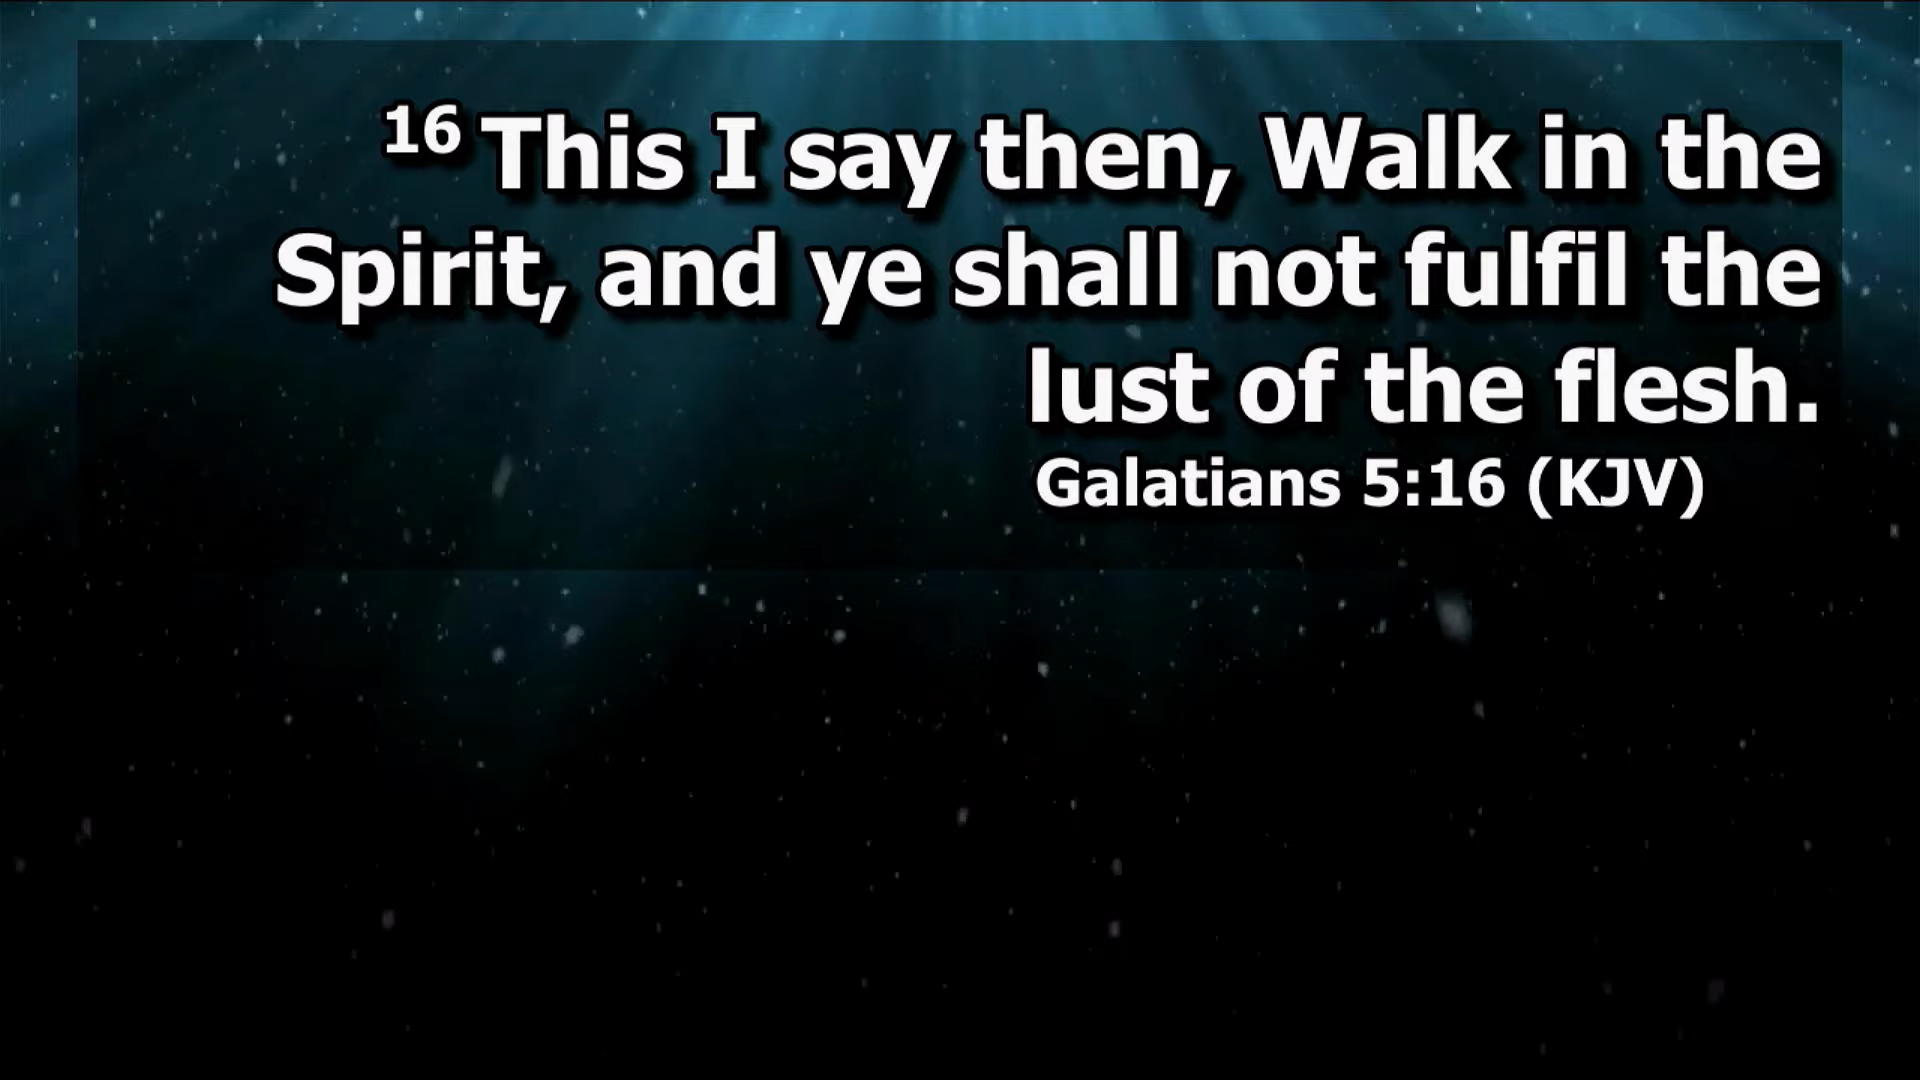 16 This I say then, Walk in the
Spirit, and ye shall not fulfil the
lust of the flesh.
Galatians 5:16 (KJV)